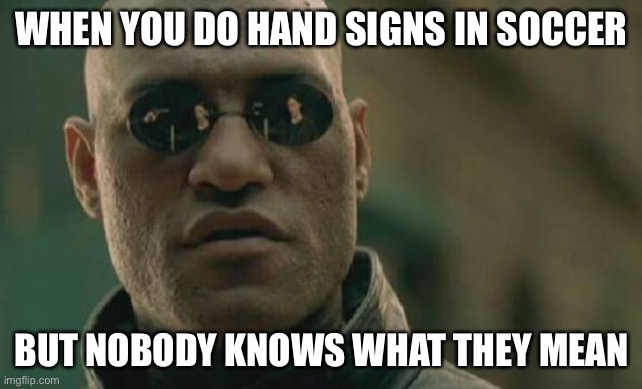 WHEN YOU DO HAND SIGNS IN SOCCER
BUT NOBODY KNOWS WHAT THEY MEAN
imgflip.com